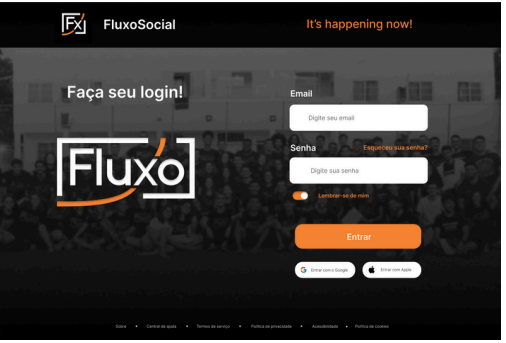 Fx FluxoSocial It's happening now!
Faça seu login!
Fluxo
Email
Digite seu email
Senha Esqueceu sua senha?
Digite sua senha
Lembrar-se de mim
Entrar
Entrar com o Google Entrar com Apple
Sobre • Central de ajuda • Termos de serviço • Política de privacidade • Acessibilidade • Política de cookies